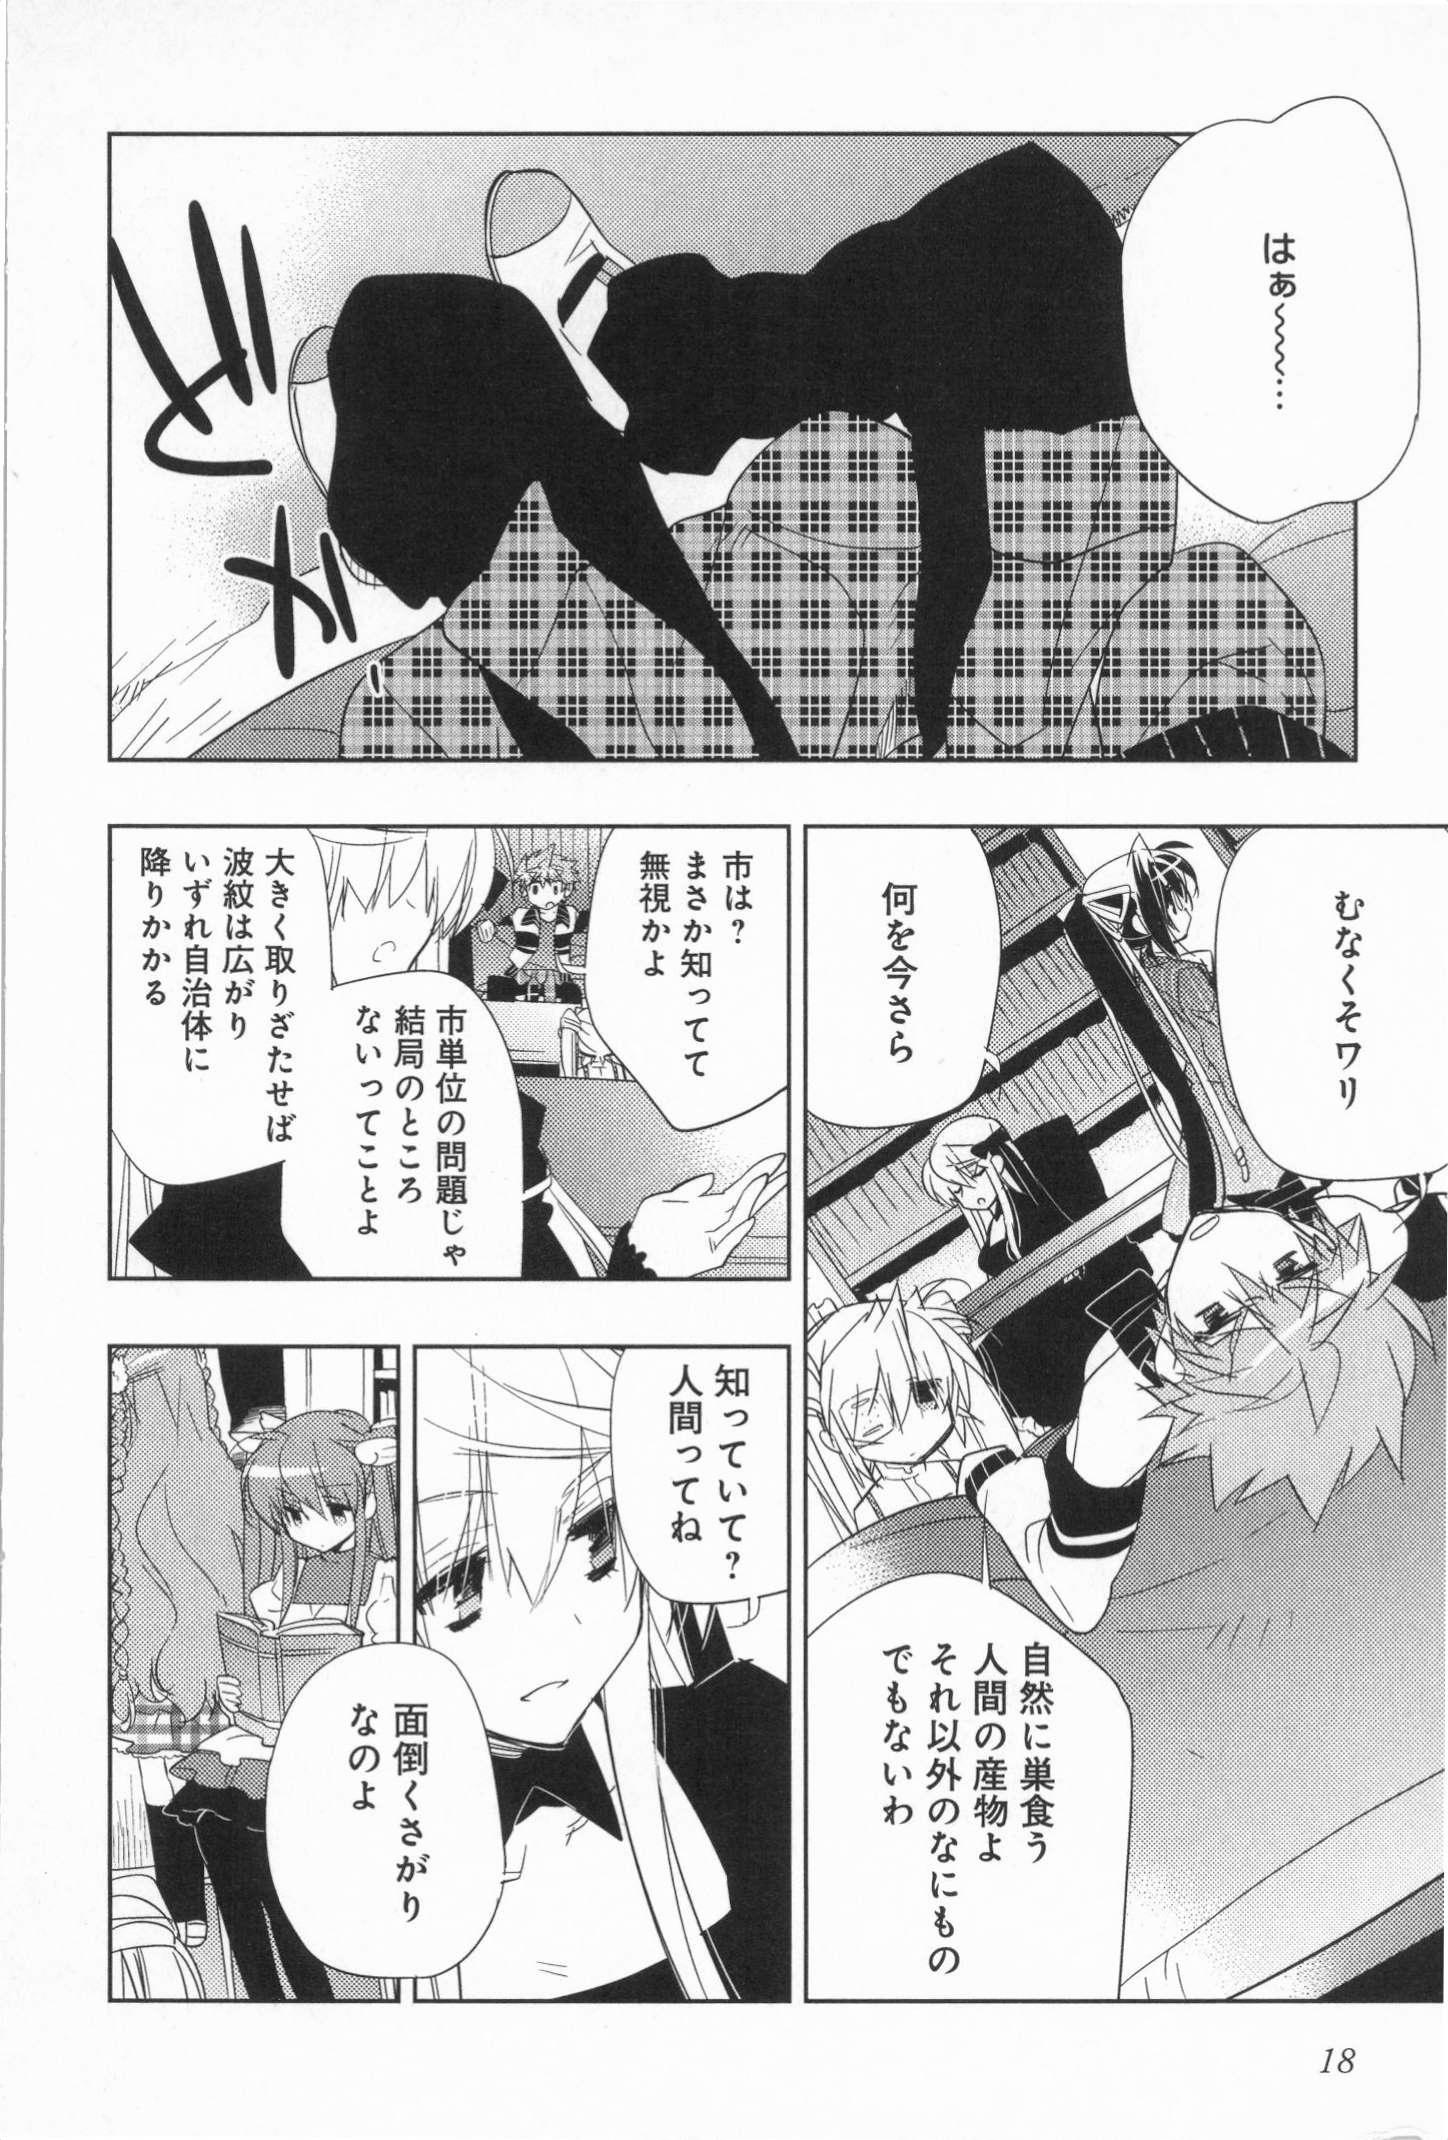 はぁ〜〜〜…
ドサッ
むなくそワリ
何を今さら
自然に巣食う
人間の産物よ
それ以外のなにもの
でもないわ
市は?
まさか知ってて
無視かよ
市単位の問題じゃ
結局のところ
ないってことよ
大きく取りざたせば
波紋は広がり
いずれ自治体に
降りかかる
知っていて?
人間ってね
面倒くさがり
なのよ
18